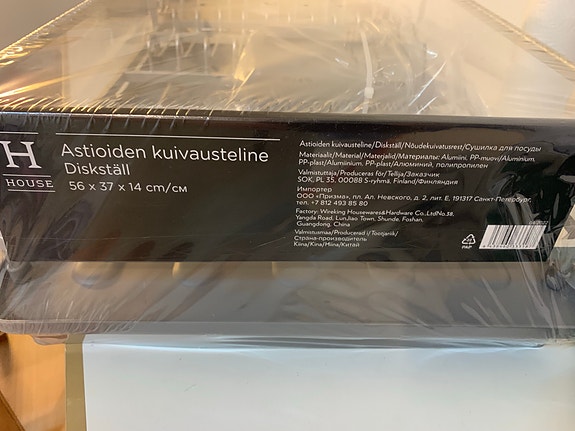 H
HOUSE
Astioiden kuivausteline
Diskställ
56 x 37 x 14 cm/см
Astioiden kuivausteline/Diskställ/Nõudekuivatusrest/Сушилка для посуды
Materiaalit/Material/Materjalid/Материалы: Alumiini, PP-muovi/Aluminium,
PP-plast/Alumiinium, PP-plast/Алюминий, полипропилен
Valmistuttaja/Produceras för/Tellija/Заказчик
SOK, PL 35, 00088 S-ryhmä, Finland/Финляндия
Импортер
ООО «Призма», пл. Ал. Невского, д. 2, лит. Е, 191317 Санкт-Петербург,
тел. +7 812 493 85 80
Factory: Wireking Housewares&Hardware Co.,Ltd No.38,
Yangda Road, LunJiao Town, Shunde, Foshan,
Guangdong, China
Valmistusmaa/Producerad i/Tootjariik/
Страна-производитель
Kiina/Kina/Hiina/Китай
PAP